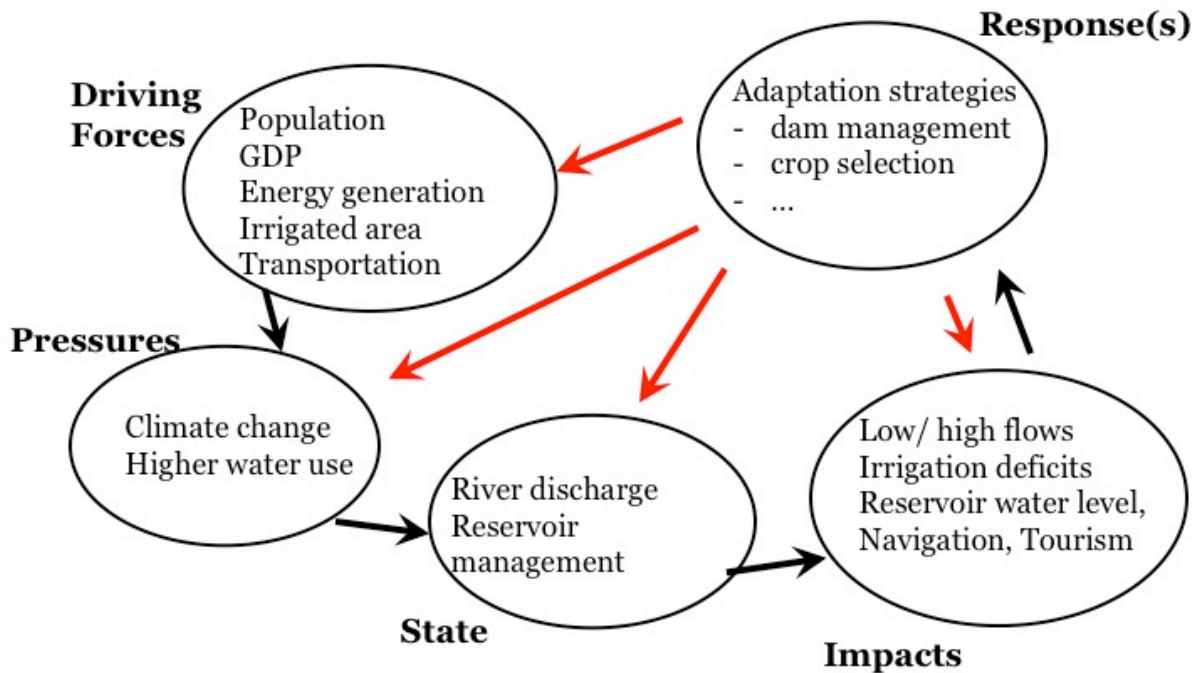 Response(s)
Adaptation strategies
- dam management
- crop selection
- ...
Driving
Forces
Population
GDP
Energy generation
Irrigated area
Transportation
Pressures
Climate change
Higher water use
River discharge
Reservoir
management
State
Low/ high flows
Irrigation deficits
Reservoir water level,
Navigation, Tourism
Impacts